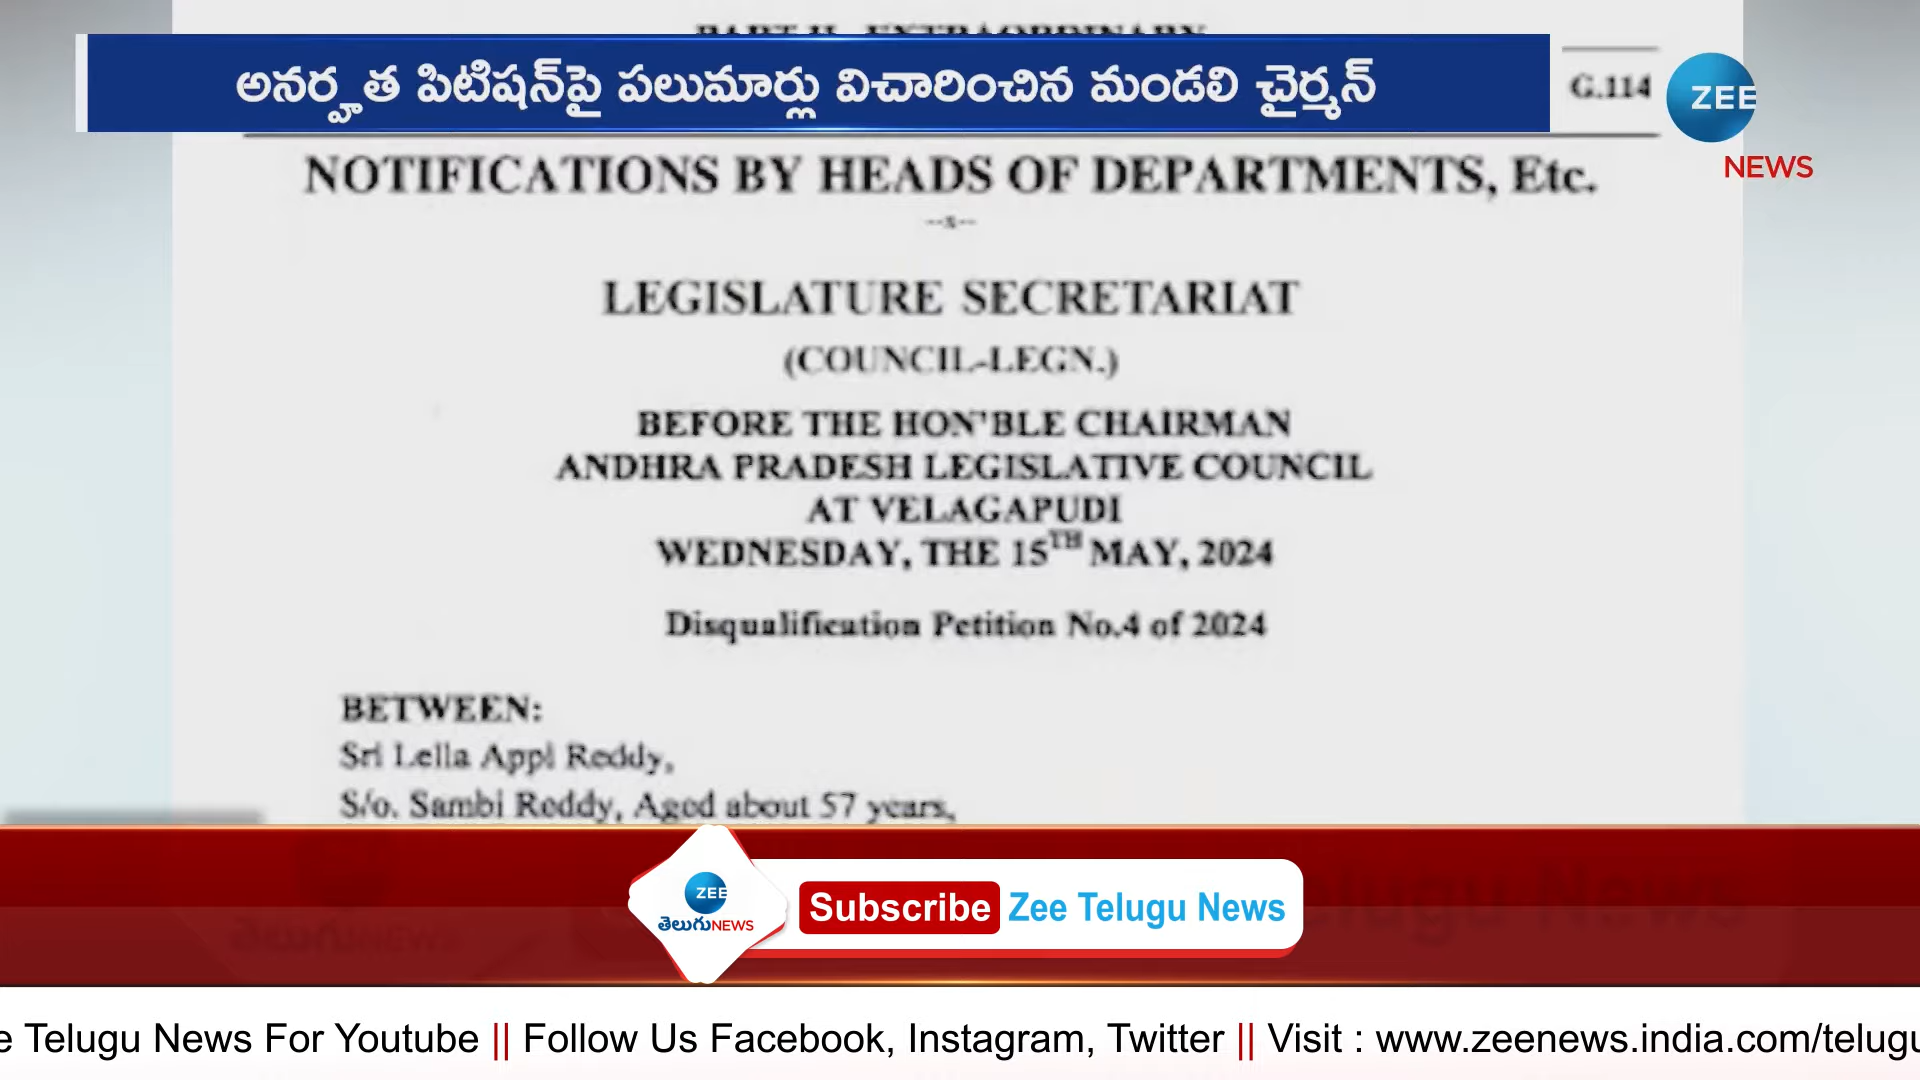 PART II EXTRAORDINARY
అనర్హత పిటిషన్‌పై పలుమార్లు విచారించిన మండలి ఛైర్మన్
G.114
ZEE
NEWS
NOTIFICATIONS BY HEADS OF DEPARTMENTS, Etc.
--x--
LEGISLATURE SECRETARIAT
(COUNCIL-LEGN.)
BEFORE THE HON'BLE CHAIRMAN
ANDHRA PRADESH LEGISLATIVE COUNCIL
AT VELAGAPUDI
WEDNESDAY, THE 15TH MAY, 2024
Disqualification Petition No.4 of 2024
BETWEEN:
Sri Lella Appi Reddy,
S/o. Sambi Reddy, Aged about 57 years,
ZEE
తెలుగు NEWS
Subscribe Zee Telugu News
e Telugu News For Youtube || Follow Us Facebook, Instagram, Twitter || Visit : www.zeenews.india.com/telugu